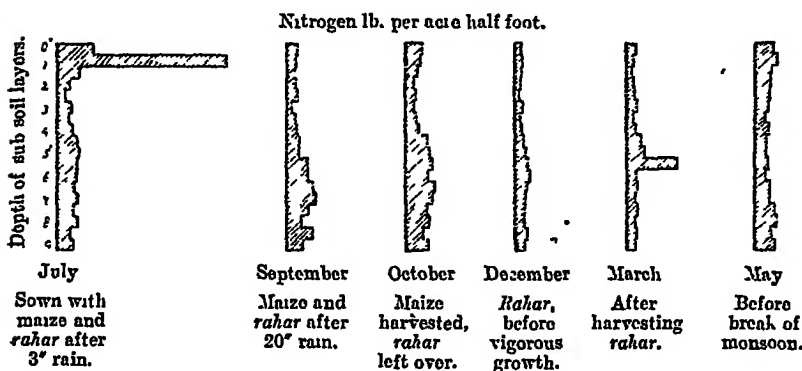 Nitrogen lb. per acre half foot.
Depth of sub soil layers.
0'
1
2
3
4
5
6
7
8
9
July
Sown with
maize and
rahar after
3" rain.
September
Maize and
rahar after
20" rain.
October
Maize
harvested,
rahar
left over.
December
Rahar,
before
vigorous
growth.
March
After
harvesting
rahar.
May
Before
break of
monsoon.